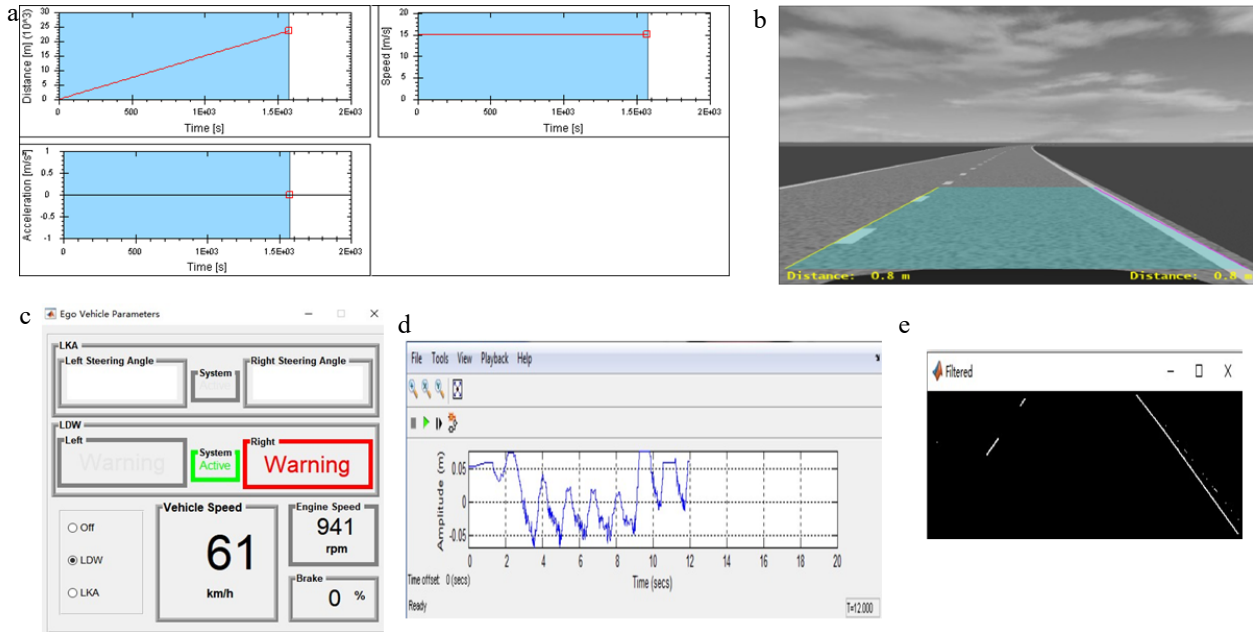 a
Distance [m] (10^3)
30
25
20
15
10
5
0
0 500 1E+03 1.5E+03 2E+03
Time [s]
Speed [m/s]
20
15
10
5
0
0 500 1E+03 1.5E+03 2E+03
Time [s]
Acceleration [m/s²]
1
0.5
0
-0.5
-1
0 500 1E+03 1.5E+03 2E+03
Time [s]
b
Distance: 0.8 m Distance: 0.8 m
c
Ego Vehicle Parameters
LKA
Left Steering Angle System Right Steering Angle
Active
LDW
Left System Right
Warning Active Warning
Off
LDW
LKA
Vehicle Speed
61
km/h
Engine Speed
941
rpm
Brake
0 %
d
File Tools View Playback Help
Amplitude (m)
0.05
0
-0.05
0 2 4 6 8 10 12 14 16 18 20
Time offset: 0 (secs) Time (secs)
Ready T=12.000
e
Filtered